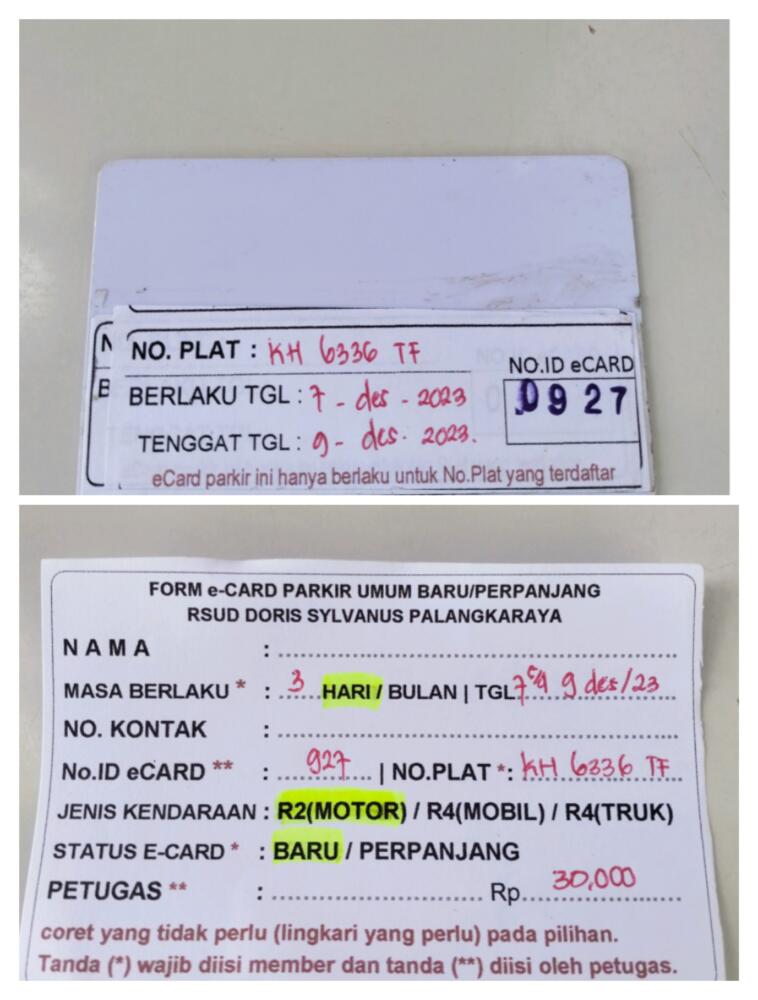 N
NO. PLAT : KH 6336 TF
NO.ID eCARD
B
BERLAKU TGL : 7 - des - 2023
0927
TENGGAT TGL : 9 - des - 2023.
eCard parkir ini hanya berlaku untuk No.Plat yang terdaftar
FORM e-CARD PARKIR UMUM BARU/PERPANJANG
RSUD DORIS SYLVANUS PALANGKARAYA
N A M A :
MASA BERLAKU * : 3 HARI / BULAN | TGL 7 s/d 9 des/23
NO. KONTAK :
No.ID eCARD ** : 927 | NO.PLAT *: KH 6336 TF
JENIS KENDARAAN : R2(MOTOR) / R4(MOBIL) / R4(TRUK)
STATUS E-CARD * : BARU / PERPANJANG
PETUGAS ** : Rp. 30,000
coret yang tidak perlu (lingkari yang perlu) pada pilihan.
Tanda (*) wajib diisi member dan tanda (**) diisi oleh petugas.